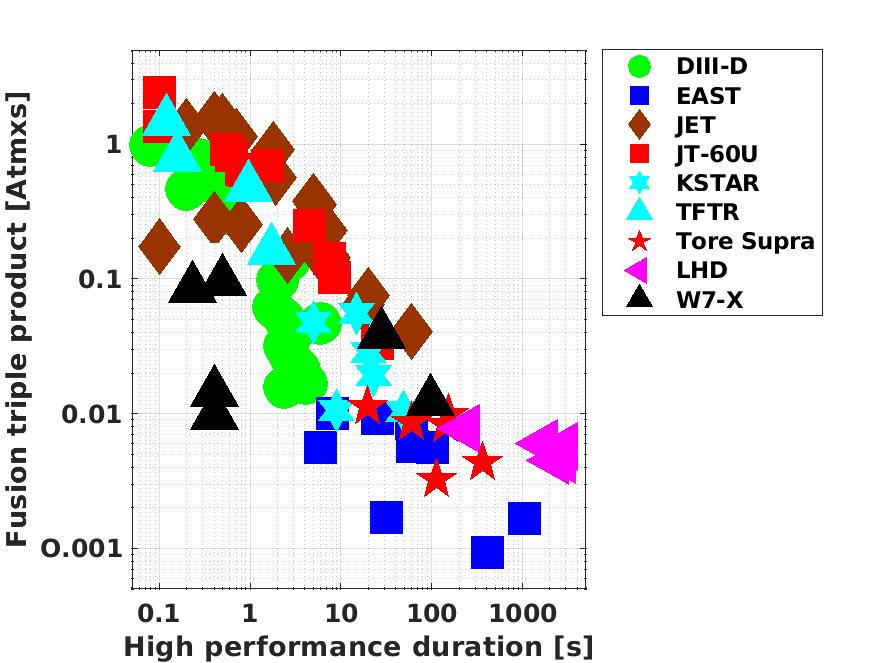 Fusion triple product [Atmxs]
1
0.1
0.01
O.001
0.1 1 10 100 1000
High performance duration [s]
DIII-D
EAST
JET
JT-60U
KSTAR
TFTR
Tore Supra
LHD
W7-X